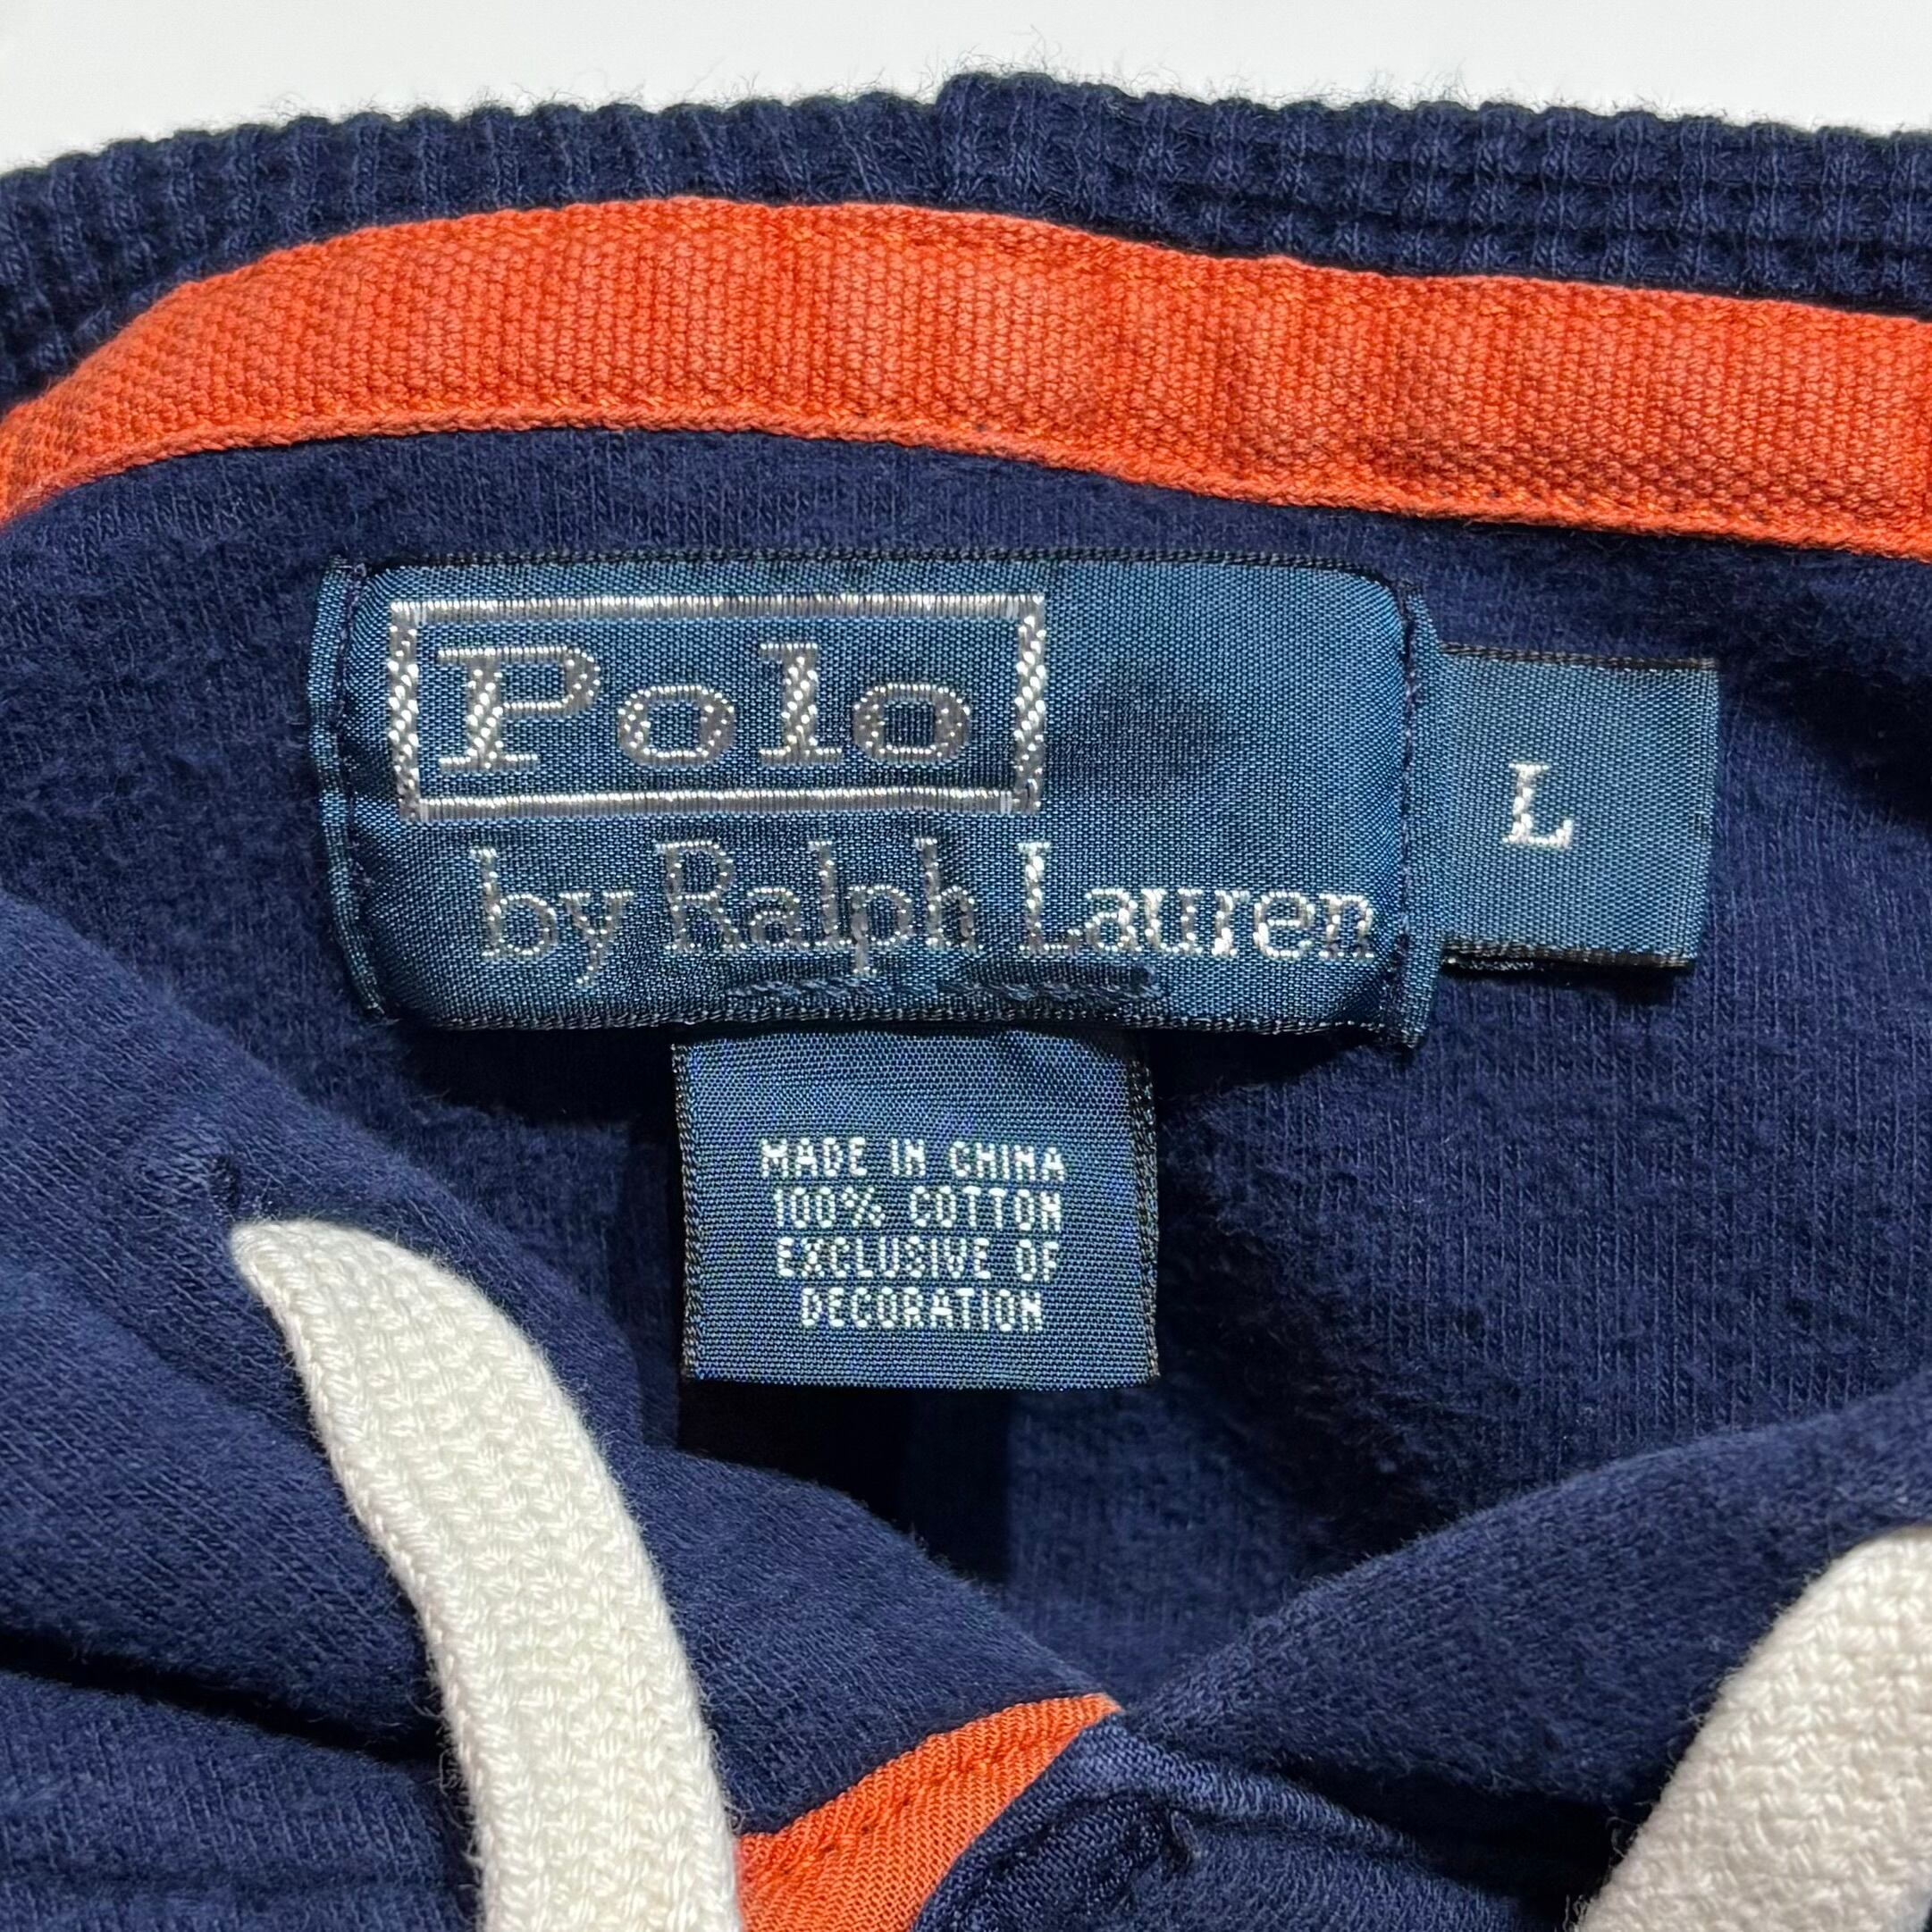 Polo
by Ralph Lauren
L
MADE IN CHINA
100% COTTON
EXCLUSIVE OF
DECORATION